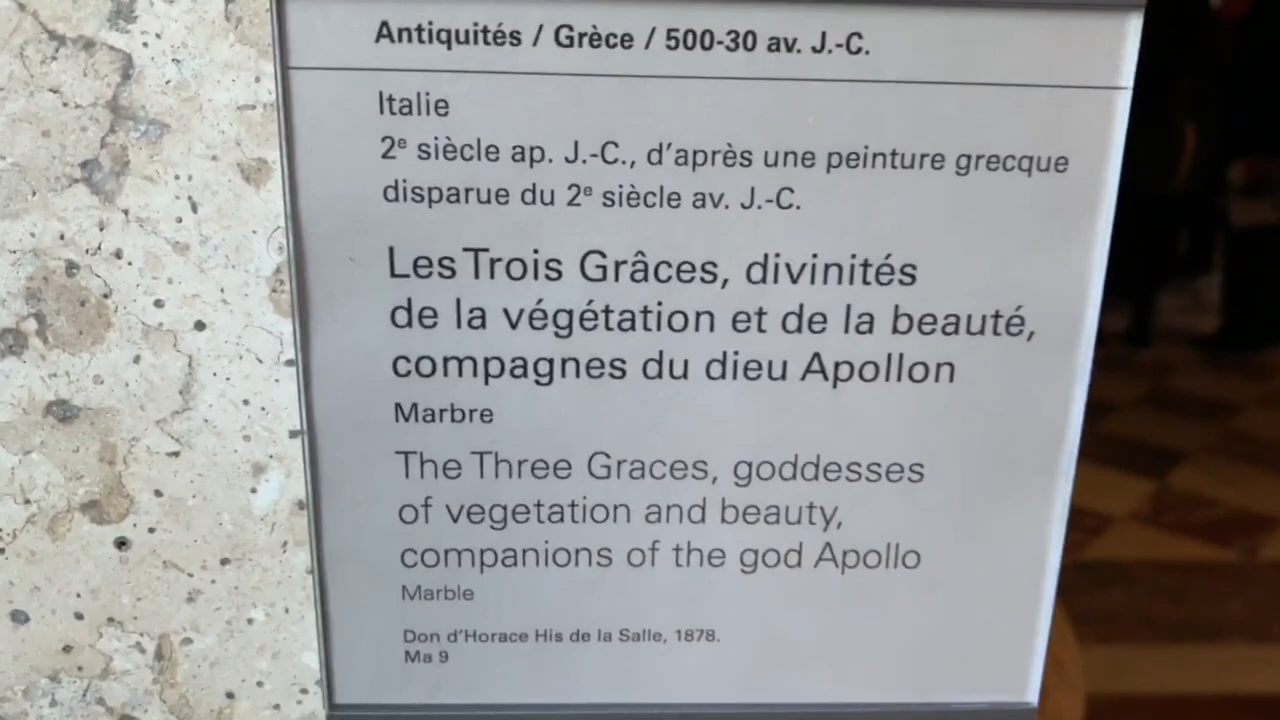 Antiquités / Grèce / 500-30 av. J.-C.
Italie
2e siècle ap. J.-C., d'après une peinture grecque
disparue du 2e siècle av. J.-C.
Les Trois Grâces, divinités
de la végétation et de la beauté,
compagnes du dieu Apollon
Marbre
The Three Graces, goddesses
of vegetation and beauty,
companions of the god Apollo
Marble
Don d'Horace His de la Salle, 1878.
Ma 9